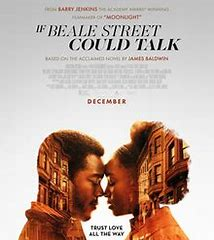 FROM BARRY JENKINS THE ACADEMY AWARD® WINNING
FILMMAKER OF "MOONLIGHT"
IF BEALE STREET
COULD TALK
BASED ON THE ACCLAIMED NOVEL BY JAMES BALDWIN
DECEMBER
TRUST LOVE
ALL THE WAY